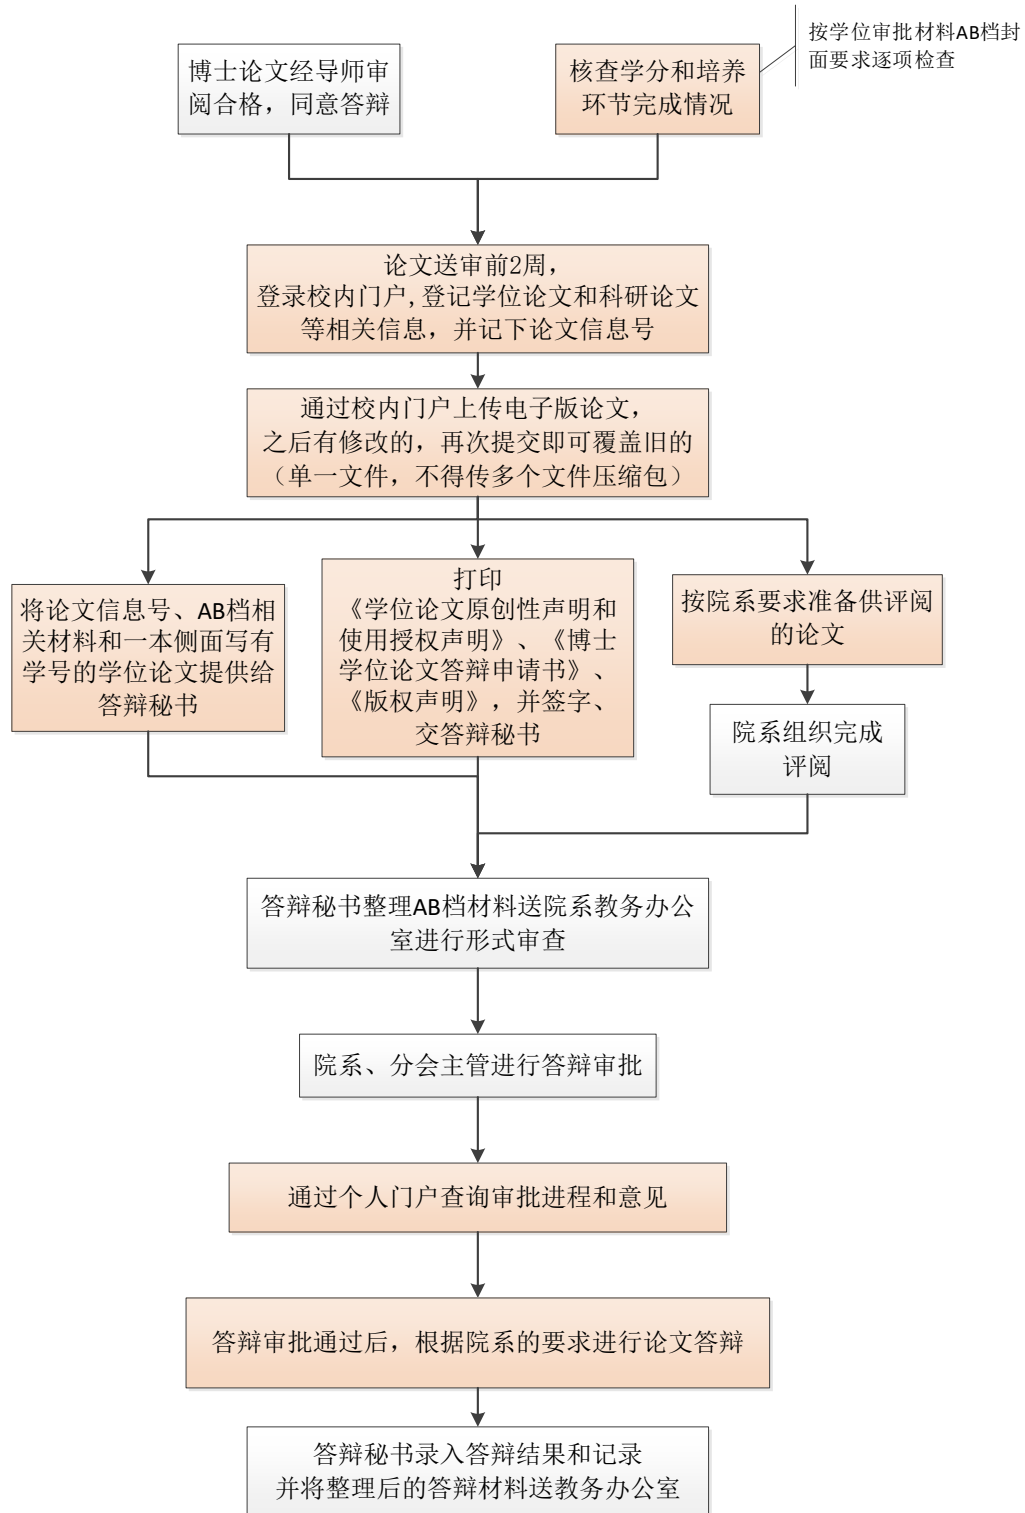 按学位审批材料AB档封
面要求逐项检查
博士论文经导师审
阅合格，同意答辩
核查学分和培养
环节完成情况
论文送审前2周，
登录校内门户,登记学位论文和科研论文
等相关信息，并记下论文信息号
通过校内门户上传电子版论文，
之后有修改的，再次提交即可覆盖旧的
（单一文件，不得传多个文件压缩包）
将论文信息号、AB档相
关材料和一本侧面写有
学号的学位论文提供给
答辩秘书
打印
《学位论文原创性声明和
使用授权声明》、《博士
学位论文答辩申请书》、
《版权声明》，并签字、
交答辩秘书
按院系要求准备供评阅
的论文
院系组织完成
评阅
答辩秘书整理AB档材料送院系教务办公
室进行形式审查
院系、分会主管进行答辩审批
通过个人门户查询审批进程和意见
答辩审批通过后，根据院系的要求进行论文答辩
答辩秘书录入答辩结果和记录
并将整理后的答辩材料送教务办公室